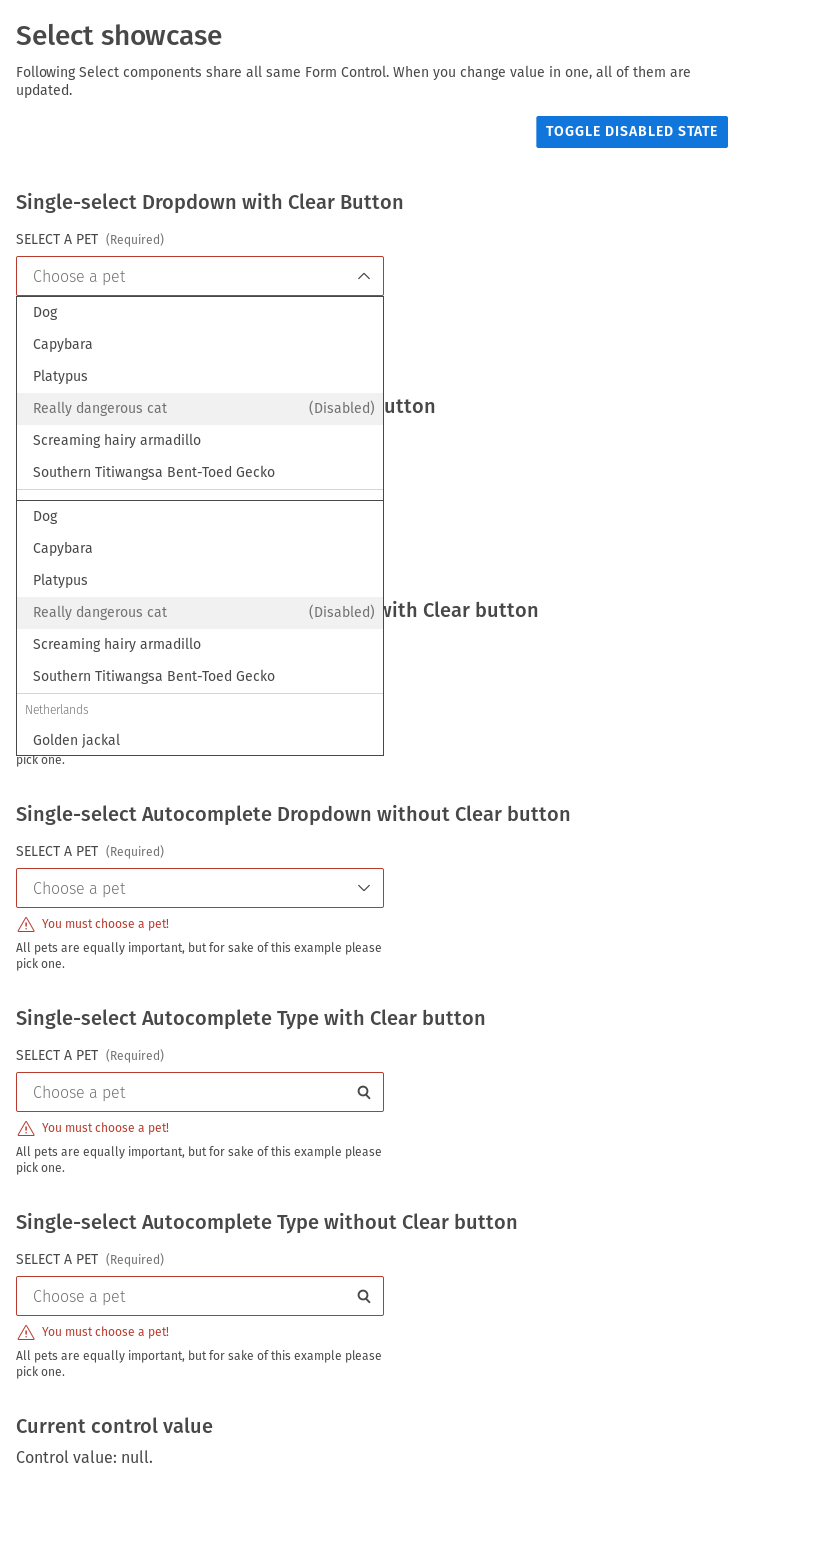 Select showcase
Following Select components share all same Form Control. When you change value in one, all of them are
updated.
TOGGLE DISABLED STATE
Single-select Dropdown with Clear Button
SELECT A PET (Required)
Choose a pet
Dog
Capybara
Platypus
Really dangerous cat (Disabled)
Screaming hairy armadillo
Southern Titiwangsa Bent-Toed Gecko
Dog
Capybara
Platypus
Really dangerous cat (Disabled)
with Clear button
Screaming hairy armadillo
Southern Titiwangsa Bent-Toed Gecko
Netherlands
Golden jackal
pick one.
Single-select Autocomplete Dropdown without Clear button
SELECT A PET (Required)
Choose a pet
You must choose a pet!
All pets are equally important, but for sake of this example please
pick one.
Single-select Autocomplete Type with Clear button
SELECT A PET (Required)
Choose a pet
You must choose a pet!
All pets are equally important, but for sake of this example please
pick one.
Single-select Autocomplete Type without Clear button
SELECT A PET (Required)
Choose a pet
You must choose a pet!
All pets are equally important, but for sake of this example please
pick one.
Current control value
Control value: null.